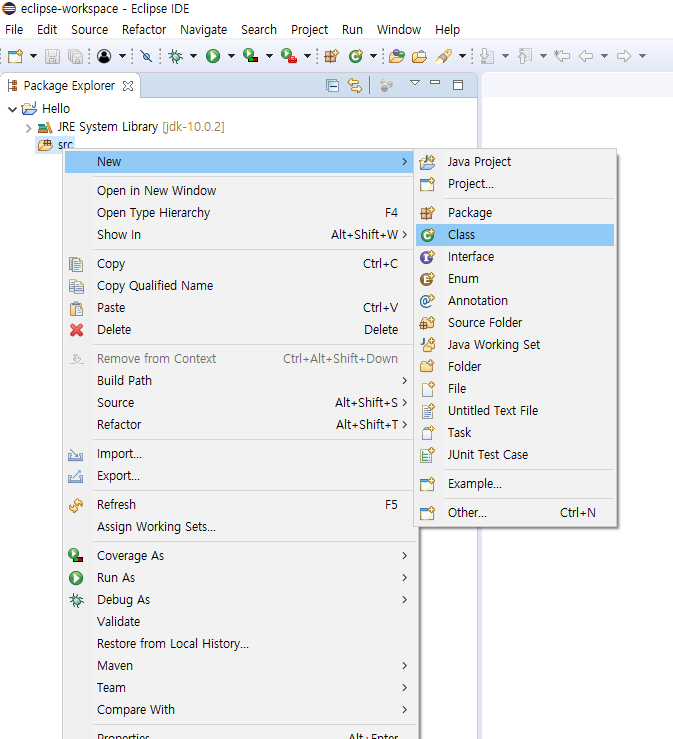 eclipse-workspace - Eclipse IDE
File Edit Source Refactor Navigate Search Project Run Window Help
Package Explorer
Hello
JRE System Library [jdk-10.0.2]
src
New
Open in New Window
Open Type Hierarchy F4
Show In Alt+Shift+W
Copy Ctrl+C
Copy Qualified Name
Paste Ctrl+V
Delete Delete
Remove from Context Ctrl+Alt+Shift+Down
Build Path
Source Alt+Shift+S
Refactor Alt+Shift+T
Import...
Export...
Refresh F5
Assign Working Sets...
Coverage As
Run As
Debug As
Validate
Restore from Local History...
Maven
Team
Compare With
Properties Alt+Enter
Java Project
Project...
Package
Class
Interface
Enum
Annotation
Source Folder
Java Working Set
Folder
File
Untitled Text File
Task
JUnit Test Case
Example...
Other... Ctrl+N